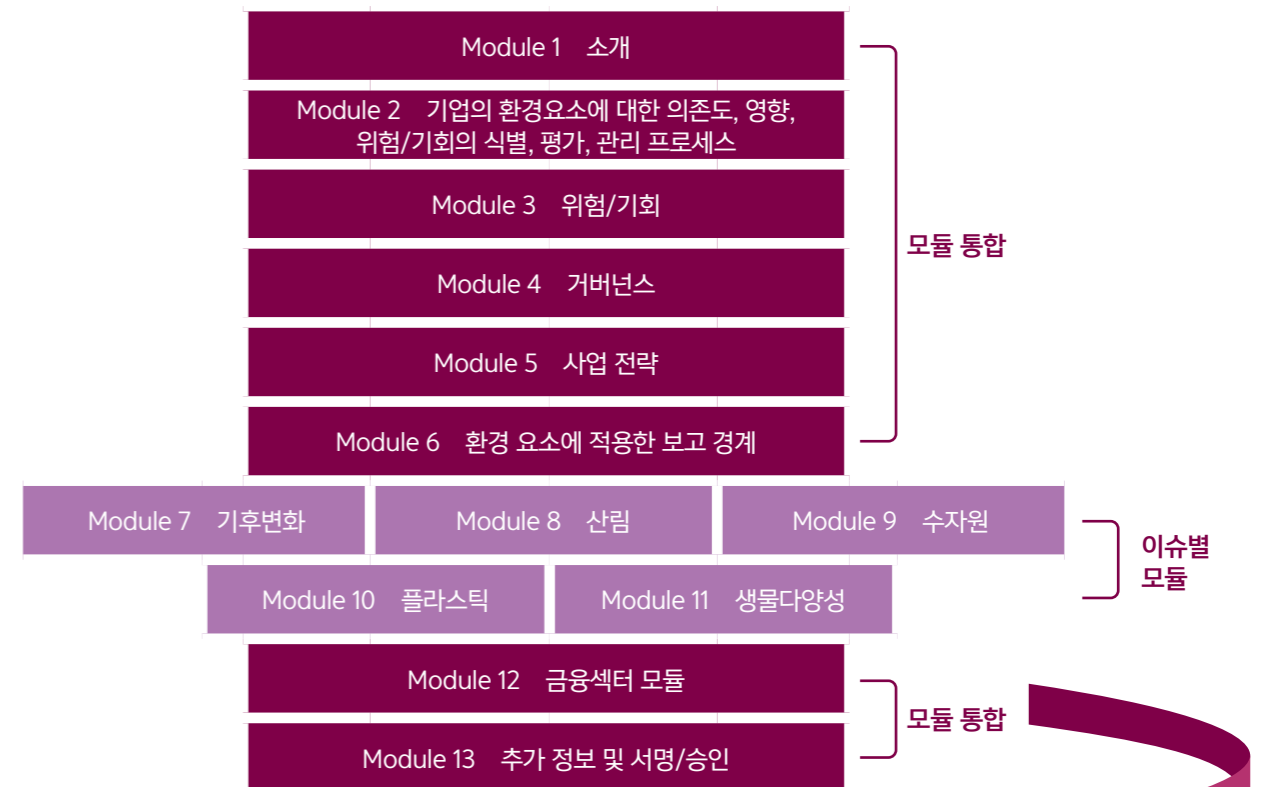 Module 1 소개
Module 2 기업의 환경요소에 대한 의존도, 영향,
위험/기회의 식별, 평가, 관리 프로세스
Module 3 위험/기회
Module 4 거버넌스
Module 5 사업 전략
Module 6 환경 요소에 적용한 보고 경계
모듈 통합
Module 7 기후변화
Module 8 산림
Module 9 수자원
Module 10 플라스틱
Module 11 생물다양성
이슈별
모듈
Module 12 금융섹터 모듈
Module 13 추가 정보 및 서명/승인
모듈 통합